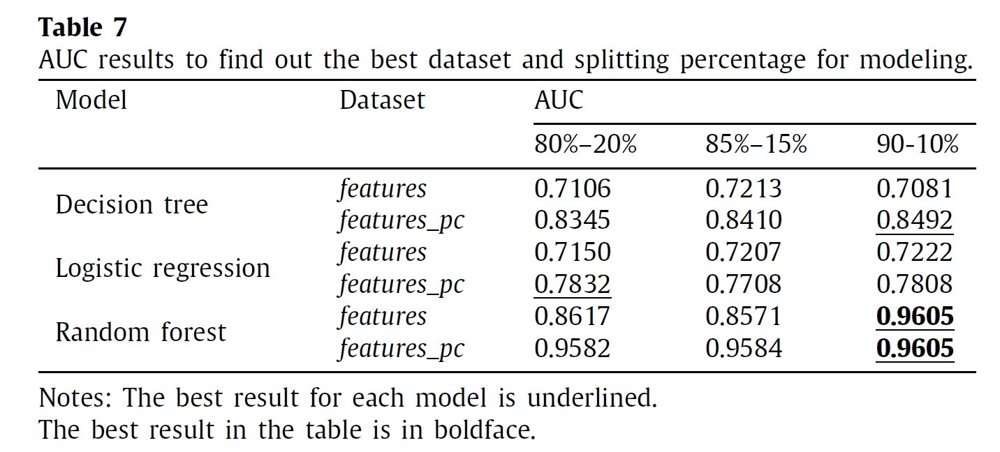 Table 7
AUC results to find out the best dataset and splitting percentage for modeling.
Model Dataset AUC
80%–20% 85%–15% 90-10%
Decision tree features 0.7106 0.7213 0.7081
features_pc 0.8345 0.8410 0.8492
Logistic regression features 0.7150 0.7207 0.7222
features_pc 0.7832 0.7708 0.7808
Random forest features 0.8617 0.8571 0.9605
features_pc 0.9582 0.9584 0.9605
Notes: The best result for each model is underlined.
The best result in the table is in boldface.